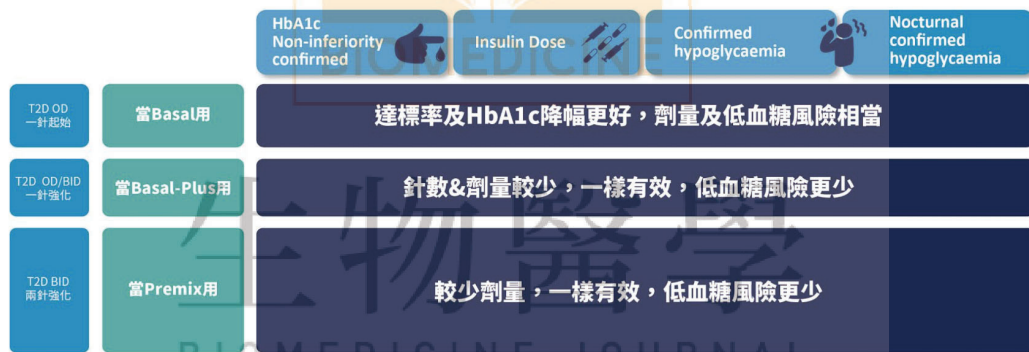 HbA1c
Non-inferiority
confirmed
Insulin Dose
Confirmed
hypoglycaemia
Nocturnal
confirmed
hypoglycaemia
BIOMEDICINE
T2D OD
一針起始
當Basal用
達標率及HbA1c降幅更好，劑量及低血糖風險相當
T2D OD/BID
一針強化
當Basal-Plus用
針數&劑量較少，一樣有效，低血糖風險更少
生物醫學
T2D BID
兩針強化
當Premix用
較少劑量，一樣有效，低血糖風險更少
BIOMEDICINE JOURNAL